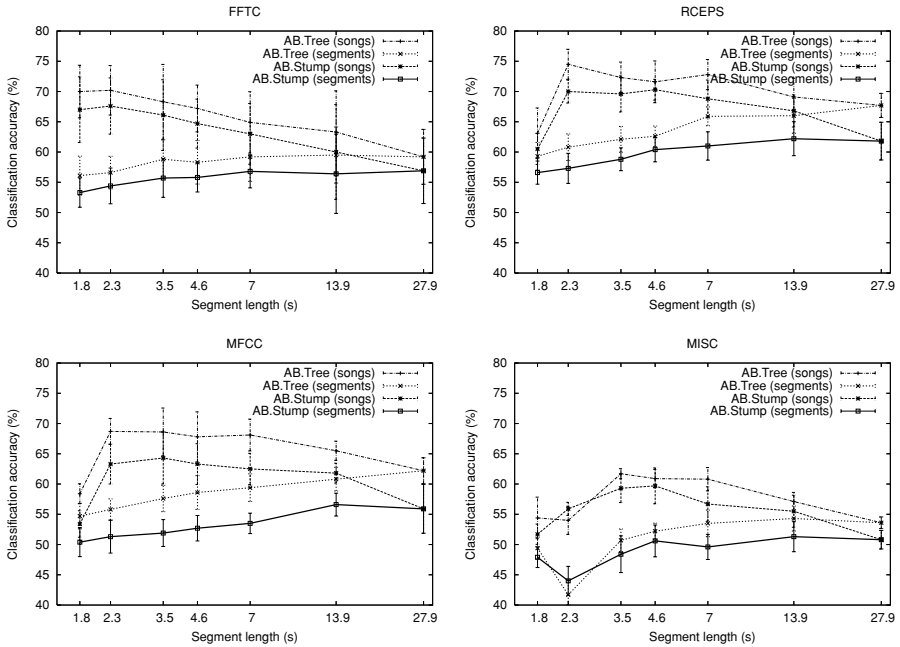 FFTC
80
75
70
65
60
55
50
45
40
Classification accuracy (%)
AB.Tree (songs)
AB.Tree (segments)
AB.Stump (songs)
AB.Stump (segments)
1.8 2.3 3.5 4.6 7 13.9 27.9
Segment length (s)
RCEPS
80
75
70
65
60
55
50
45
40
Classification accuracy (%)
AB.Tree (songs)
AB.Tree (segments)
AB.Stump (songs)
AB.Stump (segments)
1.8 2.3 3.5 4.6 7 13.9 27.9
Segment length (s)
MFCC
80
75
70
65
60
55
50
45
40
Classification accuracy (%)
AB.Tree (songs)
AB.Tree (segments)
AB.Stump (songs)
AB.Stump (segments)
1.8 2.3 3.5 4.6 7 13.9 27.9
Segment length (s)
MISC
80
75
70
65
60
55
50
45
40
Classification accuracy (%)
AB.Tree (songs)
AB.Tree (segments)
AB.Stump (songs)
AB.Stump (segments)
1.8 2.3 3.5 4.6 7 13.9 27.9
Segment length (s)